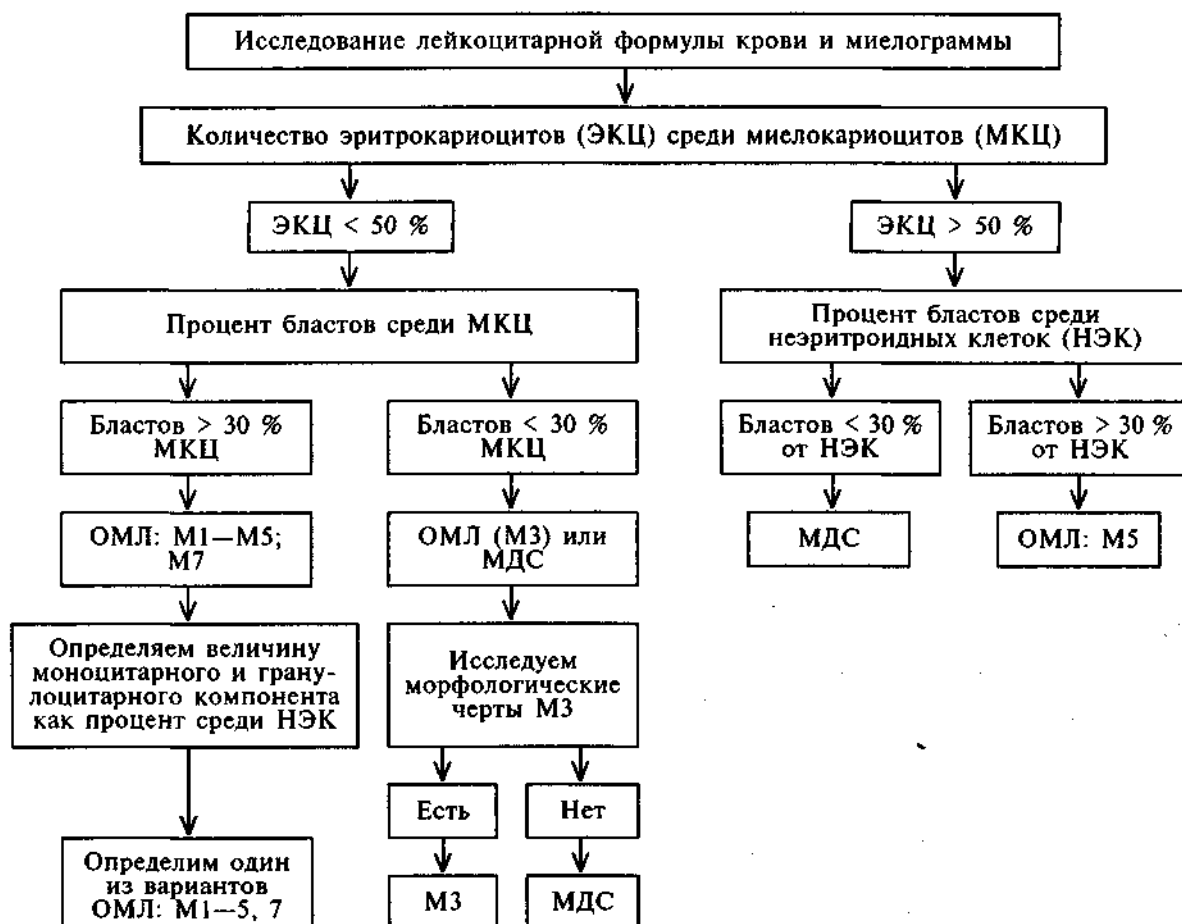 Исследование лейкоцитарной формулы крови и миелограммы
Количество эритрокариоцитов (ЭКЦ) среди миелокариоцитов (МКЦ)
ЭКЦ < 50 %
ЭКЦ > 50 %
Процент бластов среди МКЦ
Процент бластов среди
неэритроидных клеток (НЭК)
Бластов > 30 %
МКЦ
Бластов < 30 %
МКЦ
Бластов < 30 %
от НЭК
Бластов > 30 %
от НЭК
ОМЛ: М1—М5;
М7
ОМЛ (М3) или
МДС
МДС
ОМЛ: М5
Определяем величину
моноцитарного и грану-
лоцитарного компонента
как процент среди НЭК
Исследуем
морфологические
черты М3
Есть
Нет
Определим один
из вариантов
ОМЛ: М1—5, 7
М3
МДС